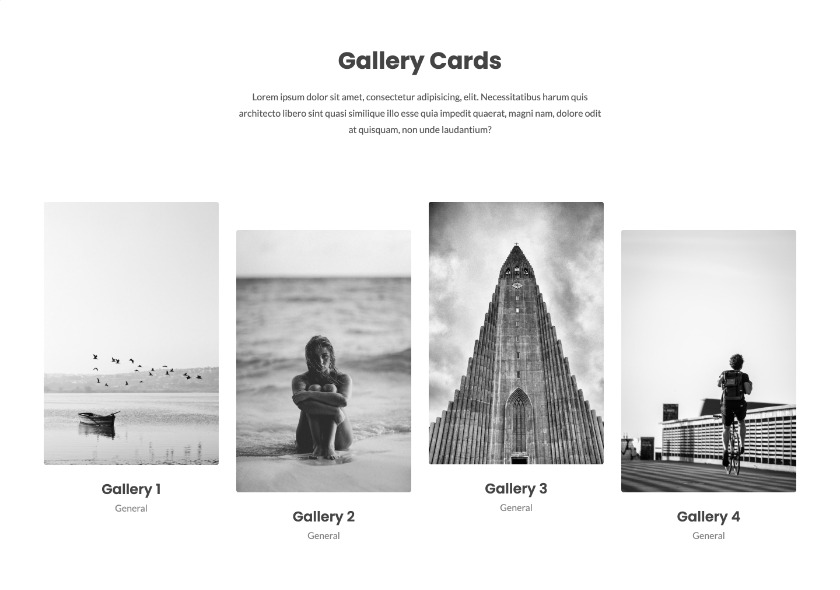 Gallery Cards
Lorem ipsum dolor sit amet, consectetur adipisicing, elit. Necessitatibus harum quis
architecto libero sint quasi similique illo esse quia impedit quaerat, magni nam, dolore odit
at quisquam, non unde laudantium?
Gallery 1
General
Gallery 2
General
Gallery 3
General
Gallery 4
General